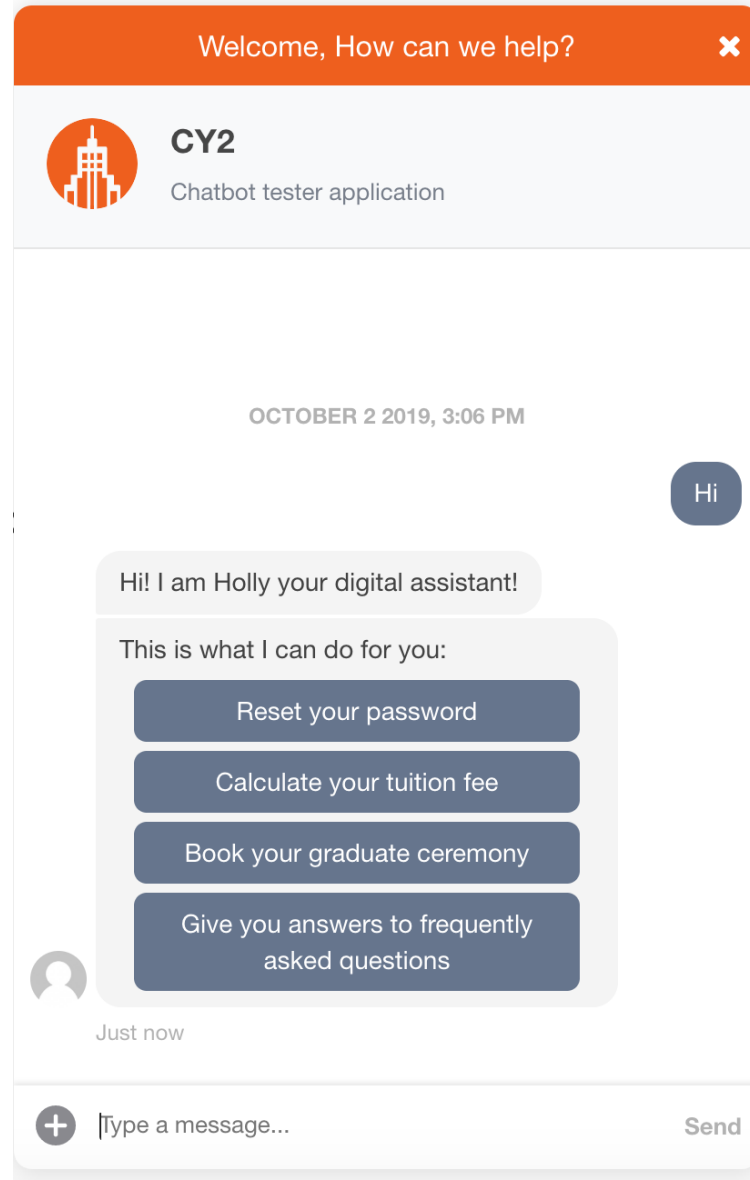 Welcome, How can we help?
CY2
Chatbot tester application
OCTOBER 2 2019, 3:06 PM
Hi
Hi! I am Holly your digital assistant!
This is what I can do for you:
Reset your password
Calculate your tuition fee
Book your graduate ceremony
Give you answers to frequently
asked questions
Just now
Type a message...
Send